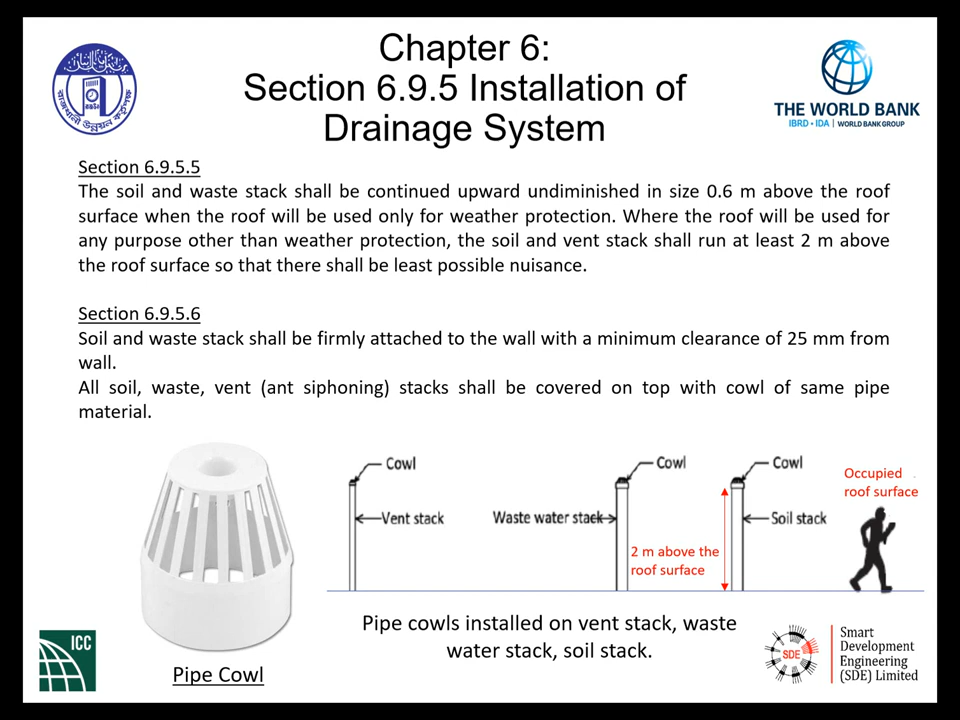 Chapter 6:
Section 6.9.5 Installation of
Drainage System
রাজধানী উন্নয়ন কর্তৃপক্ষ
THE WORLD BANK
IBRD • IDA | WORLD BANK GROUP
Section 6.9.5.5
The soil and waste stack shall be continued upward undiminished in size 0.6 m above the roof
surface when the roof will be used only for weather protection. Where the roof will be used for
any purpose other than weather protection, the soil and vent stack shall run at least 2 m above
the roof surface so that there shall be least possible nuisance.
Section 6.9.5.6
Soil and waste stack shall be firmly attached to the wall with a minimum clearance of 25 mm from
wall.
All soil, waste, vent (ant siphoning) stacks shall be covered on top with cowl of same pipe
material.
Cowl
Cowl
Cowl
Occupied
roof surface
Vent stack
Waste water stack
Soil stack
2 m above the
roof surface
Pipe cowls installed on vent stack, waste
water stack, soil stack.
Pipe Cowl
ICC
SDE
Smart
Development
Engineering
(SDE) Limited